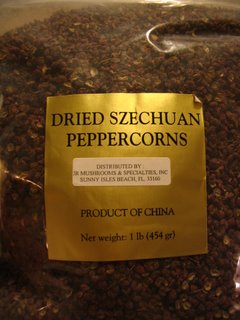 DRIED SZECHUAN
PEPPERCORNS
DISTRIBUTED BY:
JR MUSHROOMS & SPECIALTIES, INC
SUNNY ISLES BEACH, FL, 33160
PRODUCT OF CHINA
Net weight: 1 lb (454 gr)